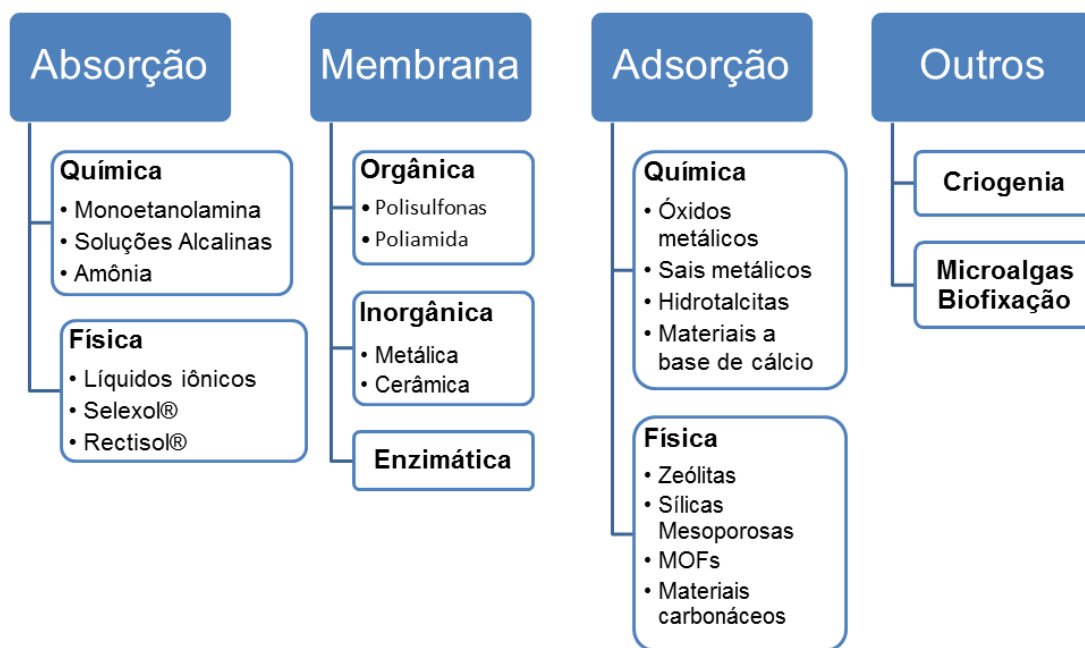 Absorção
Química
• Monoetanolamina
• Soluções Alcalinas
• Amônia
Física
• Líquidos iônicos
• Selexol®
• Rectisol®
Membrana
Orgânica
• Polisulfonas
• Poliamida
Inorgânica
• Metálica
• Cerâmica
Enzimática
Adsorção
Química
• Óxidos
metálicos
• Sais metálicos
• Hidrotalcitas
• Materiais a
base de cálcio
Física
• Zeólitas
• Sílicas
Mesoporosas
• MOFs
• Materiais
carbonáceos
Outros
Criogenia
Microalgas
Biofixação